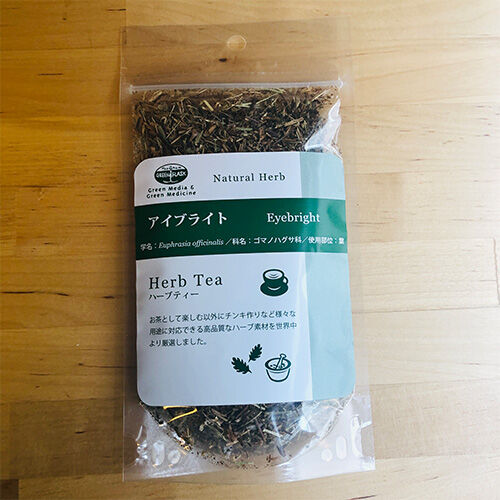 GREEN FLASK
Green Media &
Green Medicine
Natural Herb
アイブライト Eyebright
学名：Euphrasia officinalis ／科名：ゴマノハグサ科／使用部位：葉
Herb Tea
ハーブティー
お茶として楽しむ以外にチンキ作りなど様々な
用途に対応できる高品質なハーブ素材を世界中
より厳選しました。